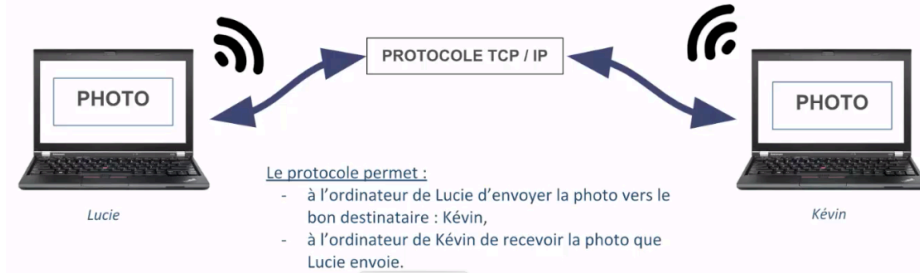 PROTOCOLE TCP / IP
PHOTO
PHOTO
Lucie
Le protocole permet :
- à l'ordinateur de Lucie d'envoyer la photo vers le
bon destinataire : Kévin,
- à l'ordinateur de Kévin de recevoir la photo que
Lucie envoie.
Kévin